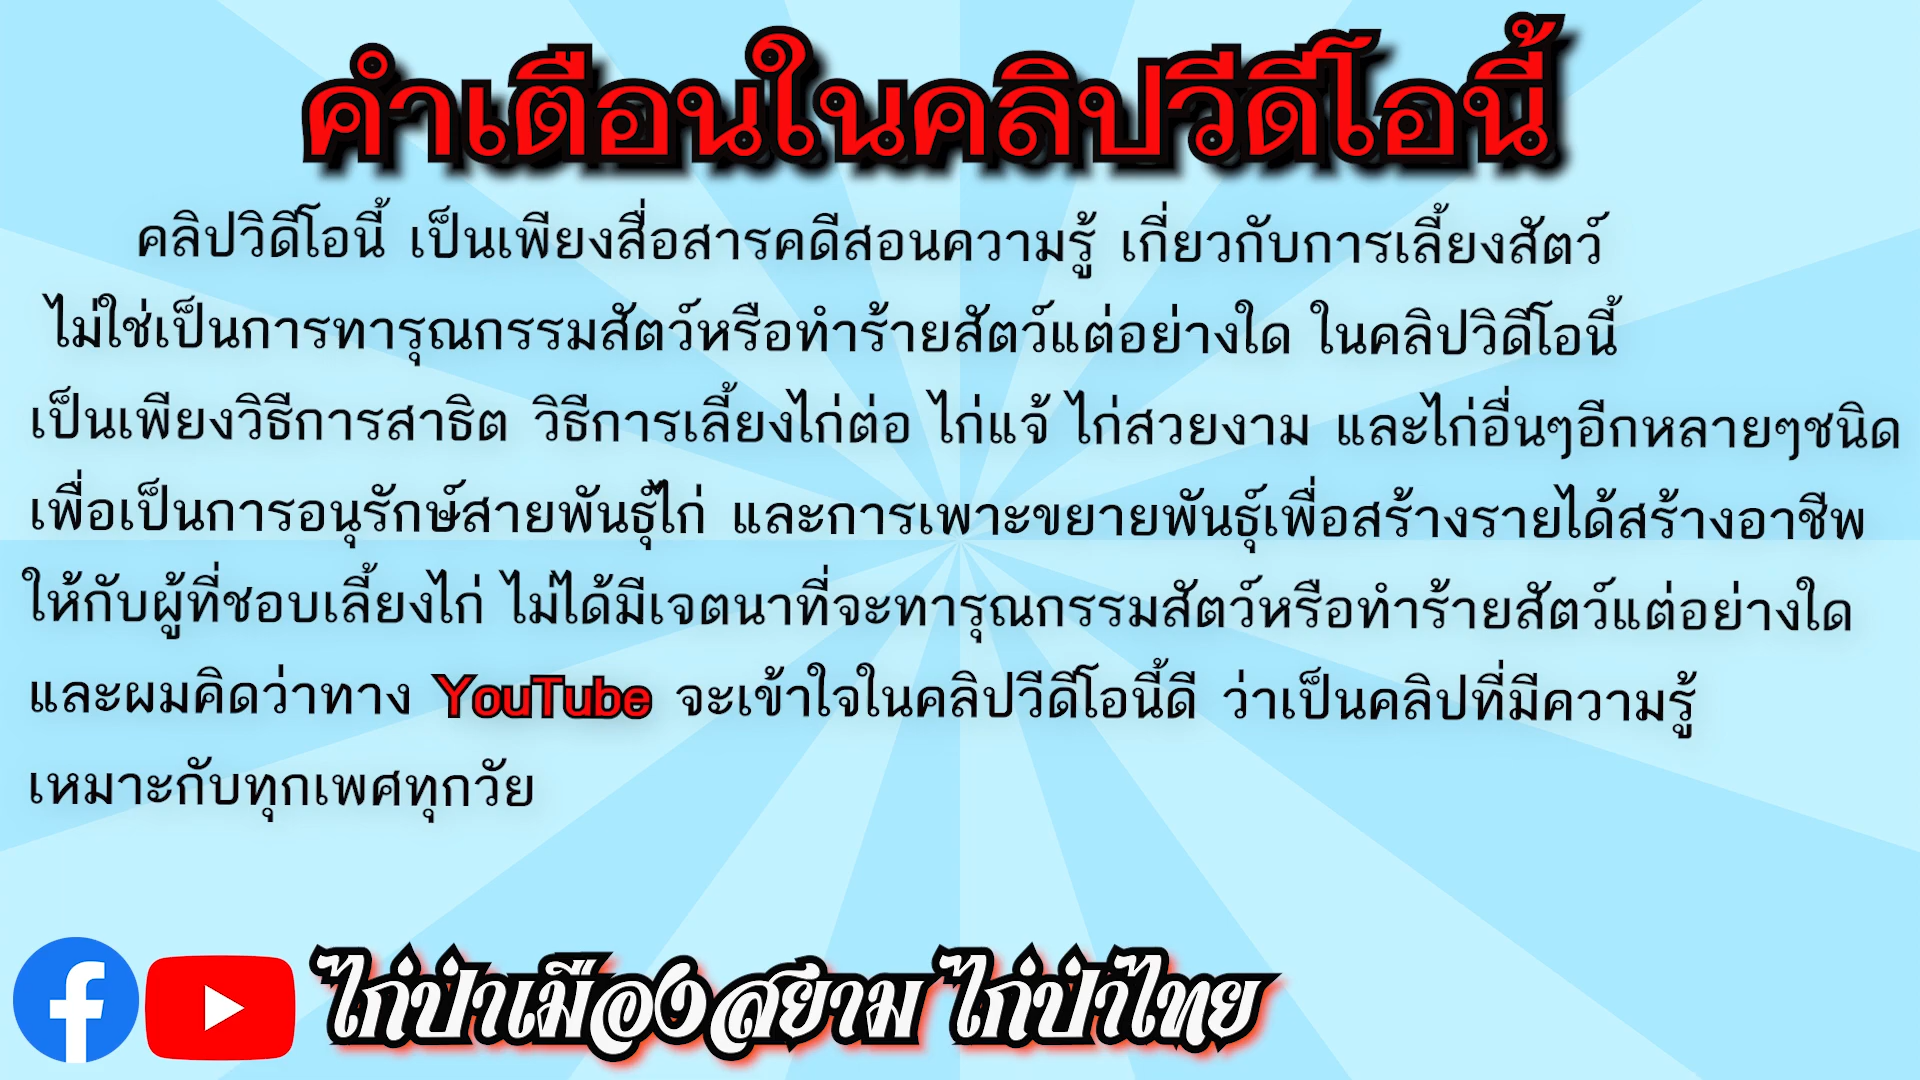 คำเตือนในคลิปวีดีโอนี้
คลิปวิดีโอนี้ เป็นเพียงสื่อสารคดีสอนความรู้ เกี่ยวกับการเลี้ยงสัตว์
ไม่ใช่เป็นการทารุณกรรมสัตว์หรือทำร้ายสัตว์แต่อย่างใด ในคลิปวิดีโอนี้
เป็นเพียงวิธีการสาธิต วิธีการเลี้ยงไก่ต่อ ไก่แจ้ ไก่สวยงาม และไก่อื่นๆอีกหลายๆชนิด
เพื่อเป็นการอนุรักษ์สายพันธุ์ไก่ และการเพาะขยายพันธุ์เพื่อสร้างรายได้สร้างอาชีพ
ให้กับผู้ที่ชอบเลี้ยงไก่ ไม่ได้มีเจตนาที่จะทารุณกรรมสัตว์หรือทำร้ายสัตว์แต่อย่างใด
และผมคิดว่าทาง YouTube จะเข้าใจในคลิปวีดีโอนี้ดี ว่าเป็นคลิปที่มีความรู้
เหมาะกับทุกเพศทุกวัย
ไก่ป่าเมืองสยาม ไก่ป่าไทย